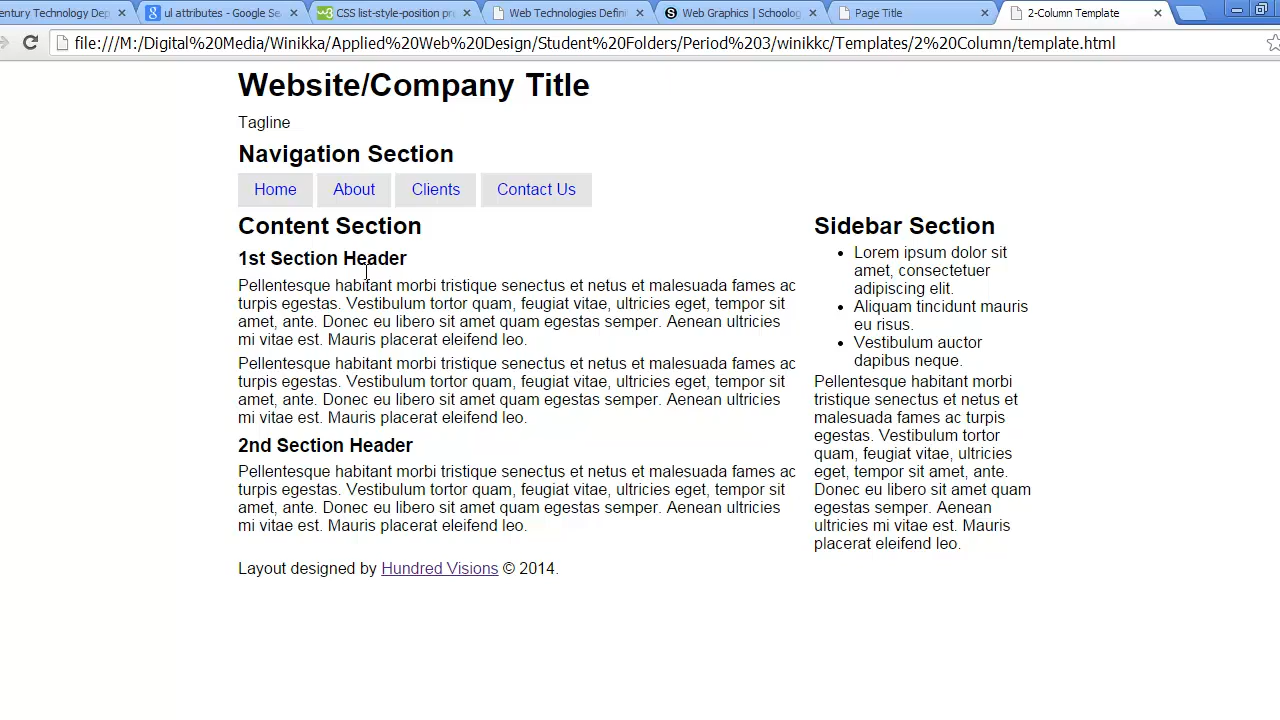 entury Technology Dep
ul attributes - Google Se
CSS list-style-position pr
Web Technologies Defini
Web Graphics | Schoolog
Page Title
2-Column Template
file:///M:/Digital%20Media/Winikka/Applied%20Web%20Design/Student%20Folders/Period%203/winikkc/Templates/2%20Column/template.html
Website/Company Title
Tagline
Navigation Section
Home About Clients Contact Us
Content Section
1st Section Header
Pellentesque habitant morbi tristique senectus et netus et malesuada fames ac
turpis egestas. Vestibulum tortor quam, feugiat vitae, ultricies eget, tempor sit
amet, ante. Donec eu libero sit amet quam egestas semper. Aenean ultricies
mi vitae est. Mauris placerat eleifend leo.
Pellentesque habitant morbi tristique senectus et netus et malesuada fames ac
turpis egestas. Vestibulum tortor quam, feugiat vitae, ultricies eget, tempor sit
amet, ante. Donec eu libero sit amet quam egestas semper. Aenean ultricies
mi vitae est. Mauris placerat eleifend leo.
2nd Section Header
Pellentesque habitant morbi tristique senectus et netus et malesuada fames ac
turpis egestas. Vestibulum tortor quam, feugiat vitae, ultricies eget, tempor sit
amet, ante. Donec eu libero sit amet quam egestas semper. Aenean ultricies
mi vitae est. Mauris placerat eleifend leo.
Sidebar Section
• Lorem ipsum dolor sit
amet, consectetuer
adipiscing elit.
• Aliquam tincidunt mauris
eu risus.
• Vestibulum auctor
dapibus neque.
Pellentesque habitant morbi
tristique senectus et netus et
malesuada fames ac turpis
egestas. Vestibulum tortor
quam, feugiat vitae, ultricies
eget, tempor sit amet, ante.
Donec eu libero sit amet quam
egestas semper. Aenean
ultricies mi vitae est. Mauris
placerat eleifend leo.
Layout designed by Hundred Visions © 2014.